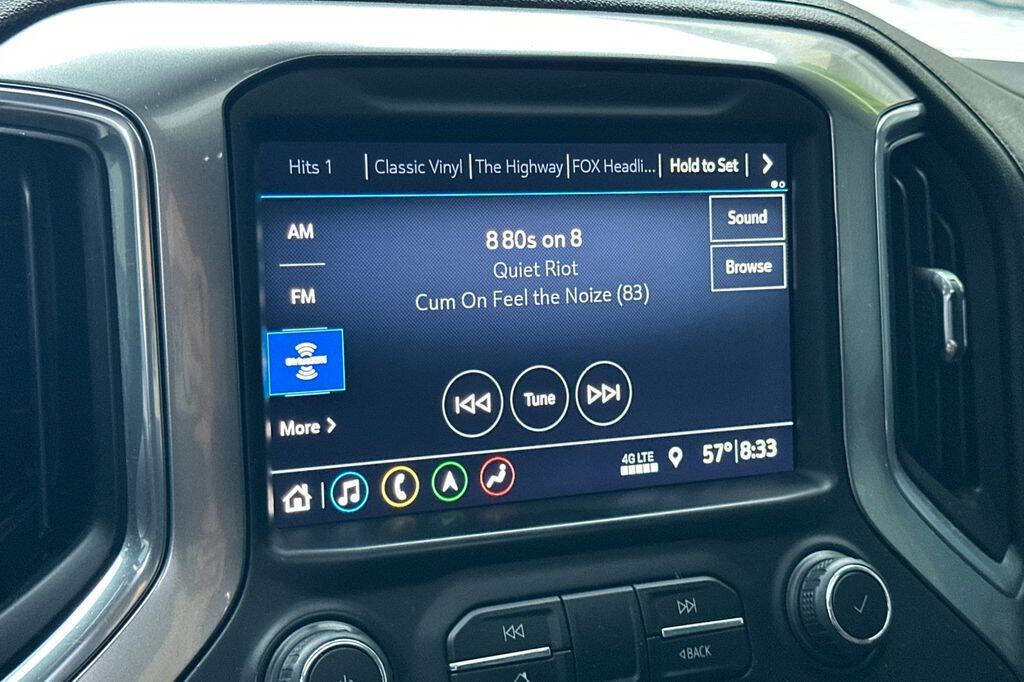 Hits 1 Classic Vinyl The Highway FOX Headli... Hold to Set
AM
8 80s on 8
Sound
Quiet Riot
Browse
FM
Cum On Feel the Noize (83)
SiriusXM
Tune
More
4G LTE
57° 8:33
BACK